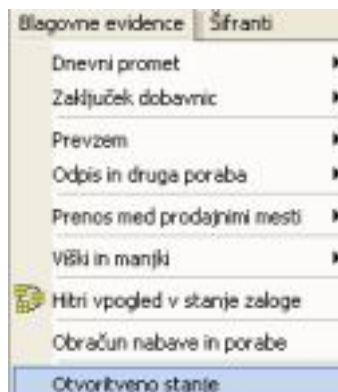 Blagovne evidence Šifranti
Dnevni promet
Zaključek dobavnic
Prevzem
Odpis in druga poraba
Prenos med prodajnimi mesti
Viški in manjki
Hitri vpogled v stanje zaloge
Obračun nabave in porabe
Otvoritveno stanje